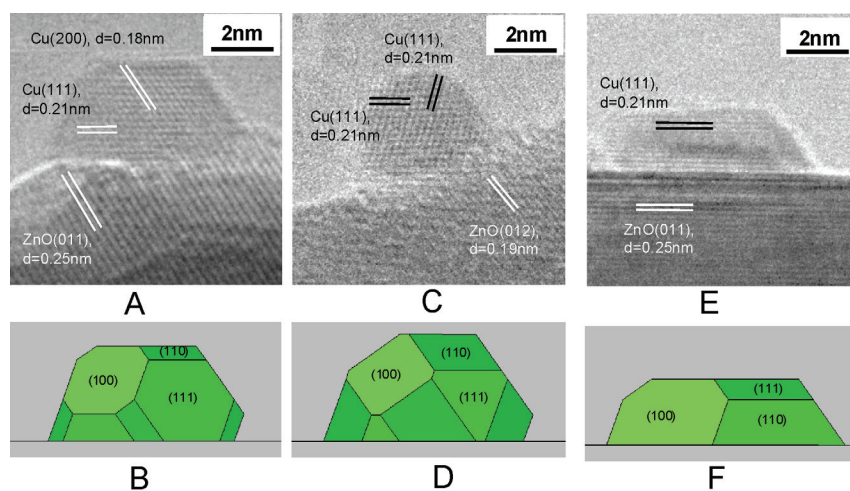 Cu(200), d=0.18nm
2nm
Cu(111),
d=0.21nm
ZnO(011),
d=0.25nm
A
Cu(111),
d=0.21nm
2nm
Cu(111),
d=0.21nm
ZnO(012),
d=0.19nm
C
2nm
Cu(111),
d=0.21nm
ZnO(011),
d=0.25nm
E
(110)
(100)
(111)
B
(110)
(100)
(111)
D
(111)
(100)
(110)
F